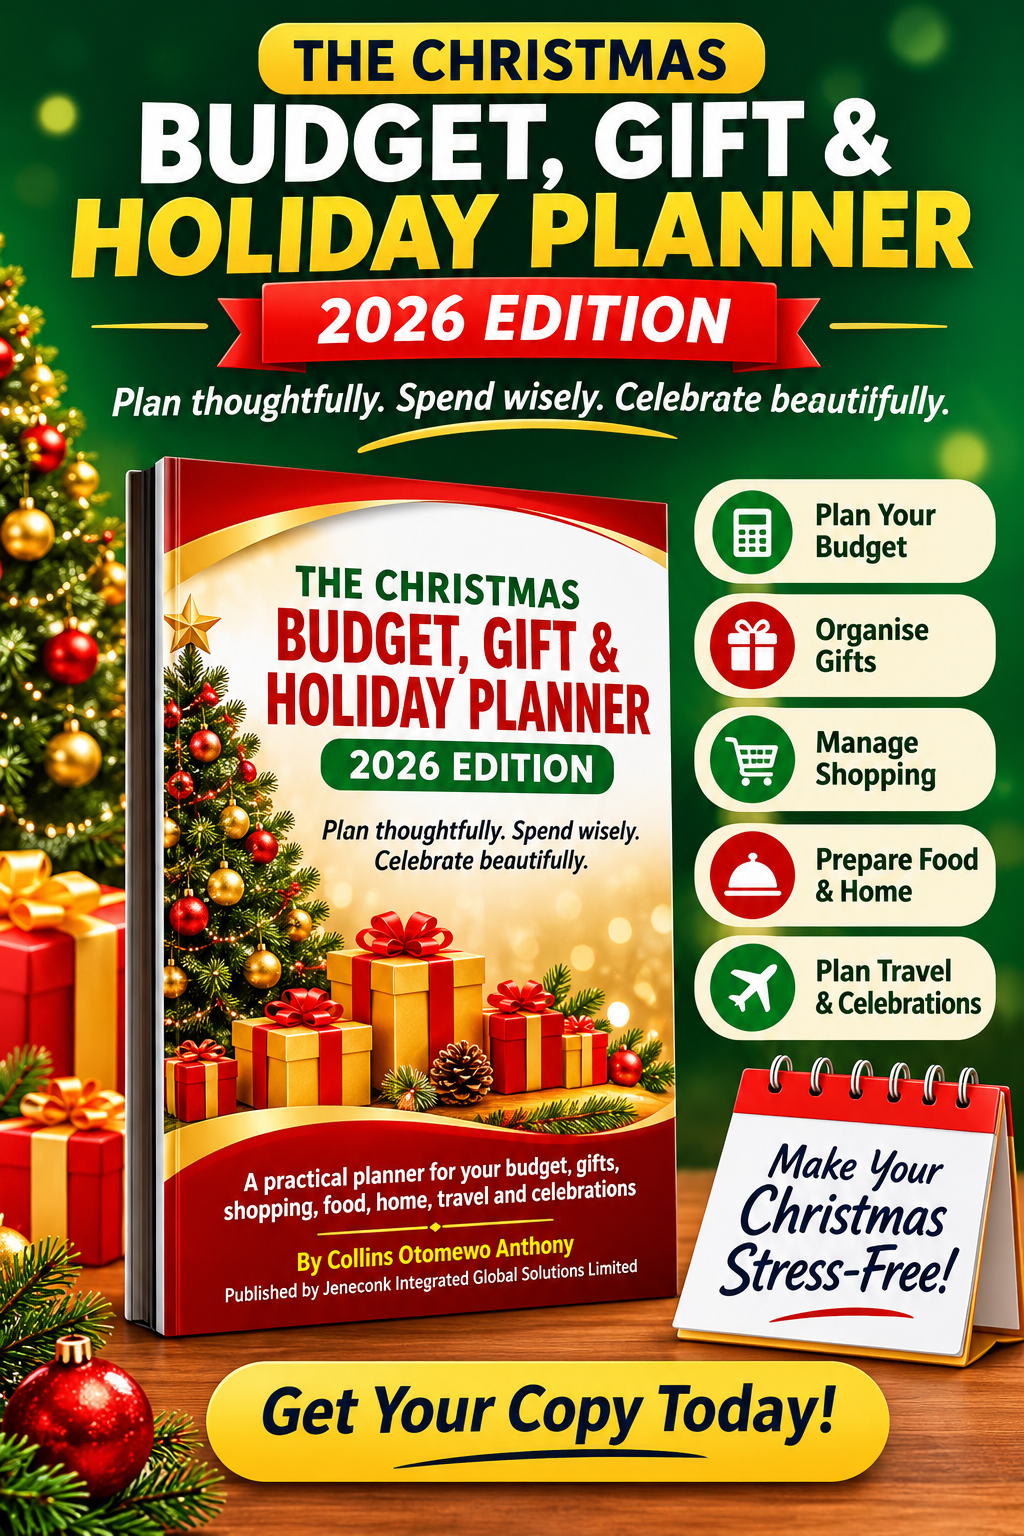 THE CHRISTMAS
BUDGET, GIFT &
HOLIDAY PLANNER
2026 EDITION
Plan thoughtfully. Spend wisely. Celebrate beautifully.
THE CHRISTMAS
BUDGET, GIFT &
HOLIDAY PLANNER
2026 EDITION
Plan thoughtfully. Spend wisely.
Celebrate beautifully.
A practical planner for your budget, gifts,
shopping, food, home, travel and celebrations
By Collins Otomewo Anthony
Published by Jeneconk Integrated Global Solutions Limited
Plan Your
Budget
Organise
Gifts
Manage
Shopping
Prepare Food
& Home
Plan Travel
& Celebrations
Make Your
Christmas
Stress-Free!
Get Your Copy Today!